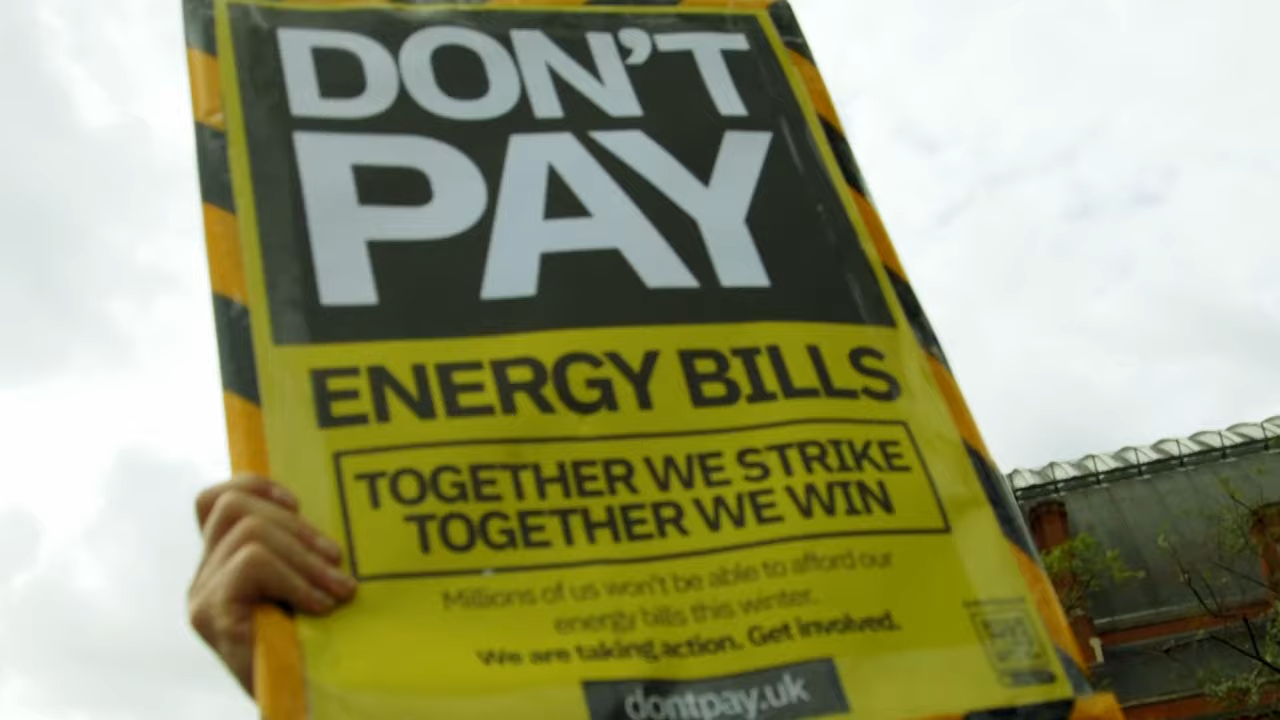 DON'T
PAY
ENERGY BILLS
TOGETHER WE STRIKE
TOGETHER WE WIN
Millions of us won't be able to afford our
energy bills this winter.
We are taking action. Get involved.
dontpay.uk